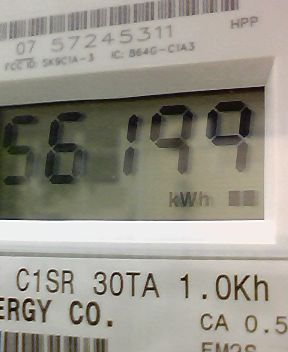 HPP
07 57245311
FCC ID: SK9C1A-3 IC: 864G-C1A3
56199
kWh
C1SR 30TA 1.0Kh
ERGY CO.
CA 0.5
EM2S